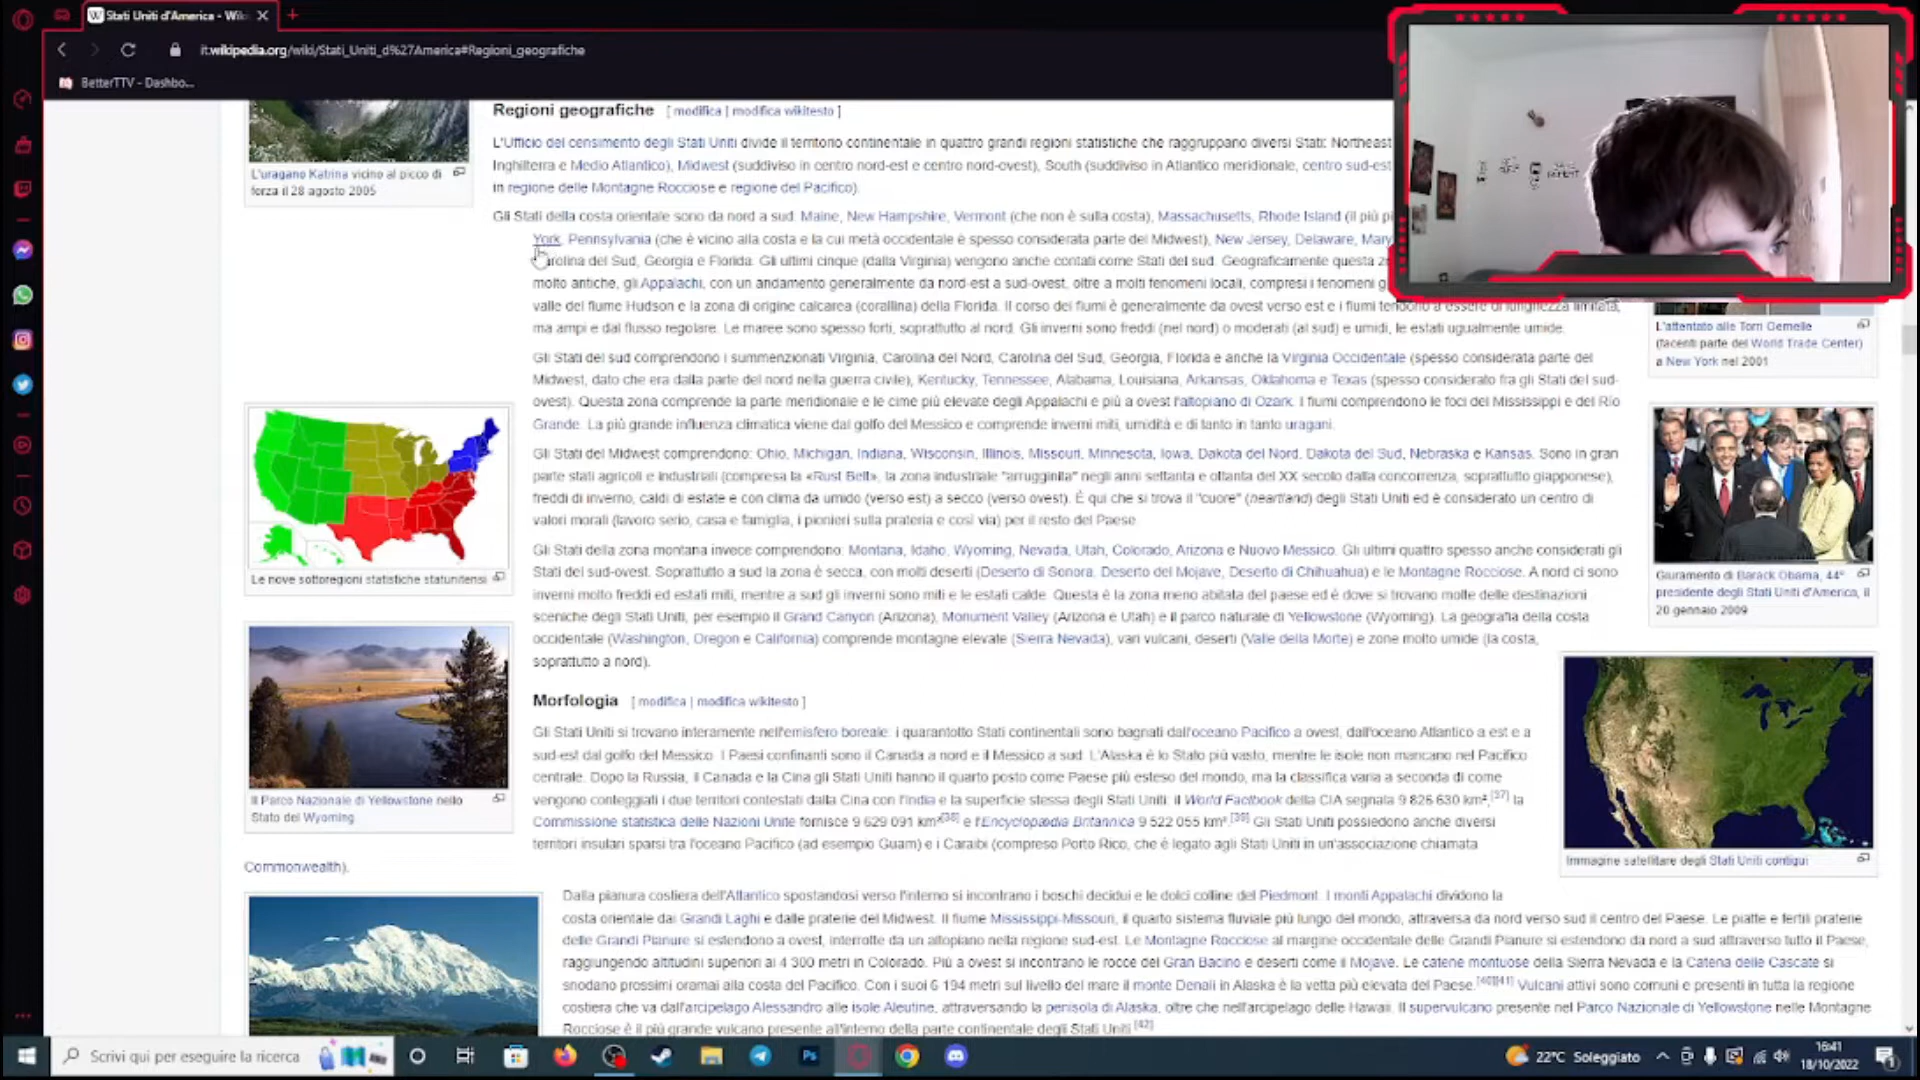 Stati Uniti d'America - Wiki
it.wikipedia.org/wiki/Stati_Uniti_d%27America#Regioni_geografiche
BetterTTV - Dashbo...
L'uragano Katrina vicino al picco di
forza il 28 agosto 2005
Regioni geografiche [ modifica | modifica wikitesto ]
L'Ufficio del censimento degli Stati Uniti divide il territorio continentale in quattro grandi regioni statistiche che raggruppano diversi Stati: Northeast
Inghilterra e Medio Atlantico), Midwest (suddiviso in centro nord-est e centro nord-ovest), South (suddiviso in Atlantico meridionale, centro sud-est
in regione delle Montagne Rocciose e regione del Pacifico).
Gli Stati della costa orientale sono da nord a sud: Maine, New Hampshire, Vermont (che non è sulla costa), Massachusetts, Rhode Island (il più pi
York, Pennsylvania (che è vicino alla costa e la cui metà occidentale è spesso considerata parte del Midwest), New Jersey, Delaware, Mary
Carolina del Sud, Georgia e Florida. Gli ultimi cinque (dalla Virginia) vengono anche contati come Stati del sud. Geograficamente questa z
molto antiche, gli Appalachi, con un andamento generalmente da nord-est a sud-ovest, oltre a molti fenomeni locali, compresi i fenomeni g
valle del fiume Hudson e la zona di origine calcarea (corallina) della Florida. Il corso dei fiumi è generalmente da ovest verso est e i fiumi tendono a essere di lunghezza limitata,
ma ampi e dal flusso regolare. Le maree sono spesso forti, soprattutto al nord. Gli inverni sono freddi (nel nord) o moderati (al sud) e umidi, le estati ugualmente umide.
Gli Stati del sud comprendono i summenzionati Virginia, Carolina del Nord, Carolina del Sud, Georgia, Florida e anche la Virginia Occidentale (spesso considerata parte del
Midwest, dato che era dalla parte del nord nella guerra civile), Kentucky, Tennessee, Alabama, Louisiana, Arkansas, Oklahoma e Texas (spesso considerato fra gli Stati del sud-
ovest). Questa zona comprende la parte meridionale e le cime più elevate degli Appalachi e più a ovest l'altopiano di Ozark. I fiumi comprendono le foci del Mississippi e del Rio
Grande. La più grande influenza climatica viene dal golfo del Messico e comprende inverni miti, umidità e di tanto in tanto uragani.
Gli Stati del Midwest comprendono: Ohio, Michigan, Indiana, Wisconsin, Illinois, Missouri, Minnesota, Iowa, Dakota del Nord, Dakota del Sud, Nebraska e Kansas. Sono in gran
parte stati agricoli e industriali (compresa la «Rust Belt», la zona industriale "arrugginita" negli anni settanta e ottanta del XX secolo dalla concorrenza, soprattutto giapponese),
freddi di inverno, caldi di estate e con clima da umido (verso est) a secco (verso ovest). È qui che si trova il "cuore" (heartland) degli Stati Uniti ed è considerato un centro di
valori morali (lavoro serio, casa e famiglia, i pionieri sulla prateria e così via) per il resto del Paese.
Gli Stati della zona montana invece comprendono: Montana, Idaho, Wyoming, Nevada, Utah, Colorado, Arizona e Nuovo Messico. Gli ultimi quattro spesso anche considerati gli
Stati del sud-ovest. Soprattutto a sud la zona è secca, con molti deserti (Deserto di Sonora, Deserto del Mojave, Deserto di Chihuahua) e le Montagne Rocciose. A nord ci sono
inverni molto freddi ed estati miti, mentre a sud gli inverni sono miti e le estati calde. Questa è la zona meno abitata del paese ed è dove si trovano molte delle destinazioni
sceniche degli Stati Uniti, per esempio il Grand Canyon (Arizona), Monument Valley (Arizona e Utah) e il parco naturale di Yellowstone (Wyoming). La geografia della costa
occidentale (Washington, Oregon e California) comprende montagne elevate (Sierra Nevada), vari vulcani, deserti (Valle della Morte) e zone molto umide (la costa,
soprattutto a nord).
Le nove sottoregioni statistiche statunitensi
Il Parco Nazionale di Yellowstone nello
Stato del Wyoming
L'attentato alle Torri Gemelle
(facenti parte del World Trade Center)
a New York nel 2001
Giuramento di Barack Obama, 44º
presidente degli Stati Uniti d'America, il
20 gennaio 2009
Immagine satellitare degli Stati Uniti contigui
Morfologia [ modifica | modifica wikitesto ]
Gli Stati Uniti si trovano interamente nell'emisfero boreale: i quarantotto Stati continentali sono bagnati dall'oceano Pacifico a ovest, dall'oceano Atlantico a est e a
sud-est dal golfo del Messico. I Paesi confinanti sono il Canada a nord e il Messico a sud. L'Alaska è lo Stato più vasto, mentre le isole non mancano nel Pacifico
centrale. Dopo la Russia, il Canada e la Cina gli Stati Uniti hanno il quarto posto come Paese più esteso del mondo, ma la classifica varia a seconda di come
vengono conteggiati i due territori contestati dalla Cina con l'India e la superficie stessa degli Stati Uniti: il World Factbook della CIA segnala 9 826 630 km²,[37] la
Commissione statistica delle Nazioni Unite fornisce 9 629 091 km²[38] e l'Encyclopædia Britannica 9 522 055 km².[39] Gli Stati Uniti possiedono anche diversi
territori insulari sparsi tra l'oceano Pacifico (ad esempio Guam) e i Caraibi (compreso Porto Rico, che è legato agli Stati Uniti in un'associazione chiamata
Commonwealth).
Dalla pianura costiera dell'Atlantico spostandosi verso l'interno si incontrano i boschi decidui e le dolci colline del Piedmont. I monti Appalachi dividono la
costa orientale dai Grandi Laghi e dalle praterie del Midwest. Il fiume Mississippi-Missouri, il quarto sistema fluviale più lungo del mondo, attraversa da nord verso sud il centro del Paese. Le piatte e fertili praterie
delle Grandi Pianure si estendono a ovest, interrotte da un altopiano nella regione sud-est. Le Montagne Rocciose al margine occidentale delle Grandi Pianure si estendono da nord a sud attraverso tutto il Paese,
raggiungendo altitudini superiori ai 4 300 metri in Colorado. Più a ovest si incontrano le rocce del Gran Bacino e deserti come il Mojave. Le catene montuose della Sierra Nevada e la Catena delle Cascate si
snodano prossimi oramai alla costa del Pacifico. Con i suoi 6 194 metri sul livello del mare il monte Denali in Alaska è la vetta più elevata del Paese.[40][41] Vulcani attivi sono comuni e presenti in tutta la regione
costiera che va dall'arcipelago Alessandro alle isole Aleutine, attraversando la penisola di Alaska, oltre che nell'arcipelago delle Hawaii. Il supervulcano presente nel Parco Nazionale di Yellowstone nelle Montagne
Rocciose è il più grande vulcano presente all'interno della parte continentale degli Stati Uniti.[42]
Scrivi qui per eseguire la ricerca
22°C Soleggiato
16:41
18/10/2022